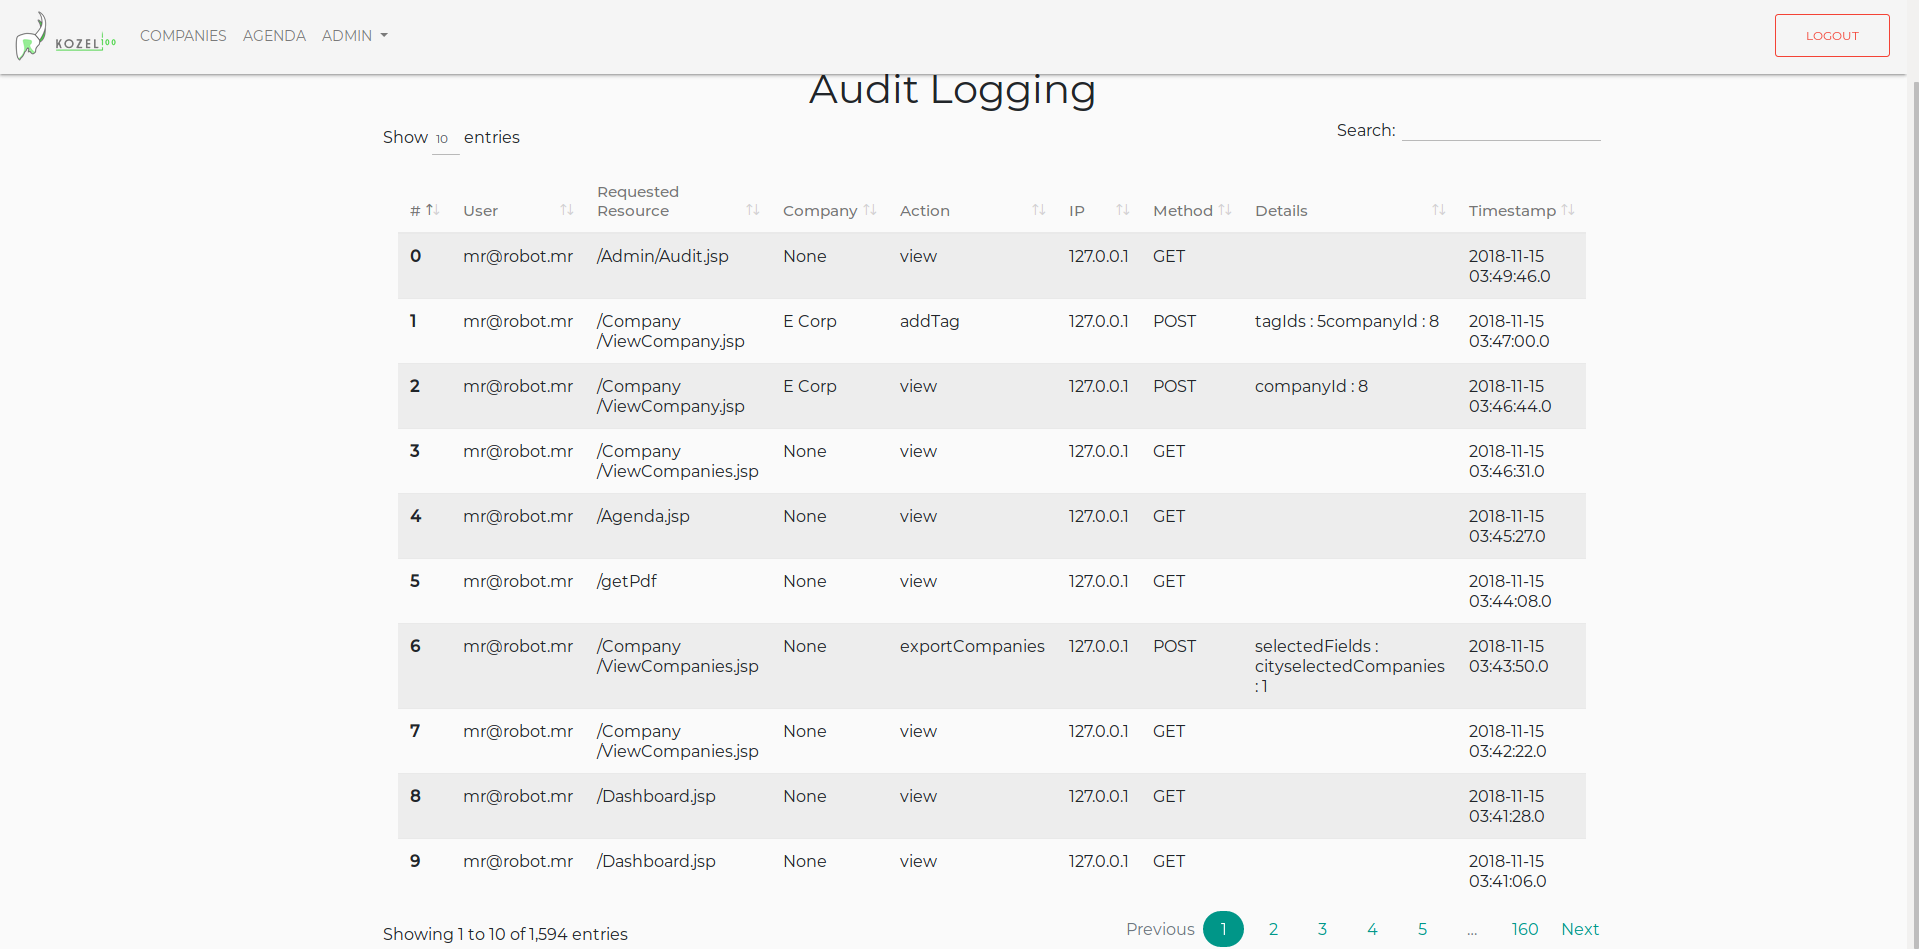 KOZEL 100
COMPANIES AGENDA ADMIN
LOGOUT
Audit Logging
Show 10 entries
Search:
# User Requested Resource Company Action IP Method Details Timestamp
0 mr@robot.mr /Admin/Audit.jsp None view 127.0.0.1 GET 2018-11-15
03:49:46.0
1 mr@robot.mr /Company E Corp addTag 127.0.0.1 POST tagIds : 5companyId : 8 2018-11-15
/ViewCompany.jsp 03:47:00.0
2 mr@robot.mr /Company E Corp view 127.0.0.1 POST companyId : 8 2018-11-15
/ViewCompany.jsp 03:46:44.0
3 mr@robot.mr /Company None view 127.0.0.1 GET 2018-11-15
/ViewCompanies.jsp 03:46:31.0
4 mr@robot.mr /Agenda.jsp None view 127.0.0.1 GET 2018-11-15
03:45:27.0
5 mr@robot.mr /getPdf None view 127.0.0.1 GET 2018-11-15
03:44:08.0
6 mr@robot.mr /Company None exportCompanies 127.0.0.1 POST selectedFields : 2018-11-15
/ViewCompanies.jsp cityselectedCompanies 03:43:50.0
: 1
7 mr@robot.mr /Company None view 127.0.0.1 GET 2018-11-15
/ViewCompanies.jsp 03:42:22.0
8 mr@robot.mr /Dashboard.jsp None view 127.0.0.1 GET 2018-11-15
03:41:28.0
9 mr@robot.mr /Dashboard.jsp None view 127.0.0.1 GET 2018-11-15
03:41:06.0
Showing 1 to 10 of 1,594 entries
Previous 1 2 3 4 5 ... 160 Next